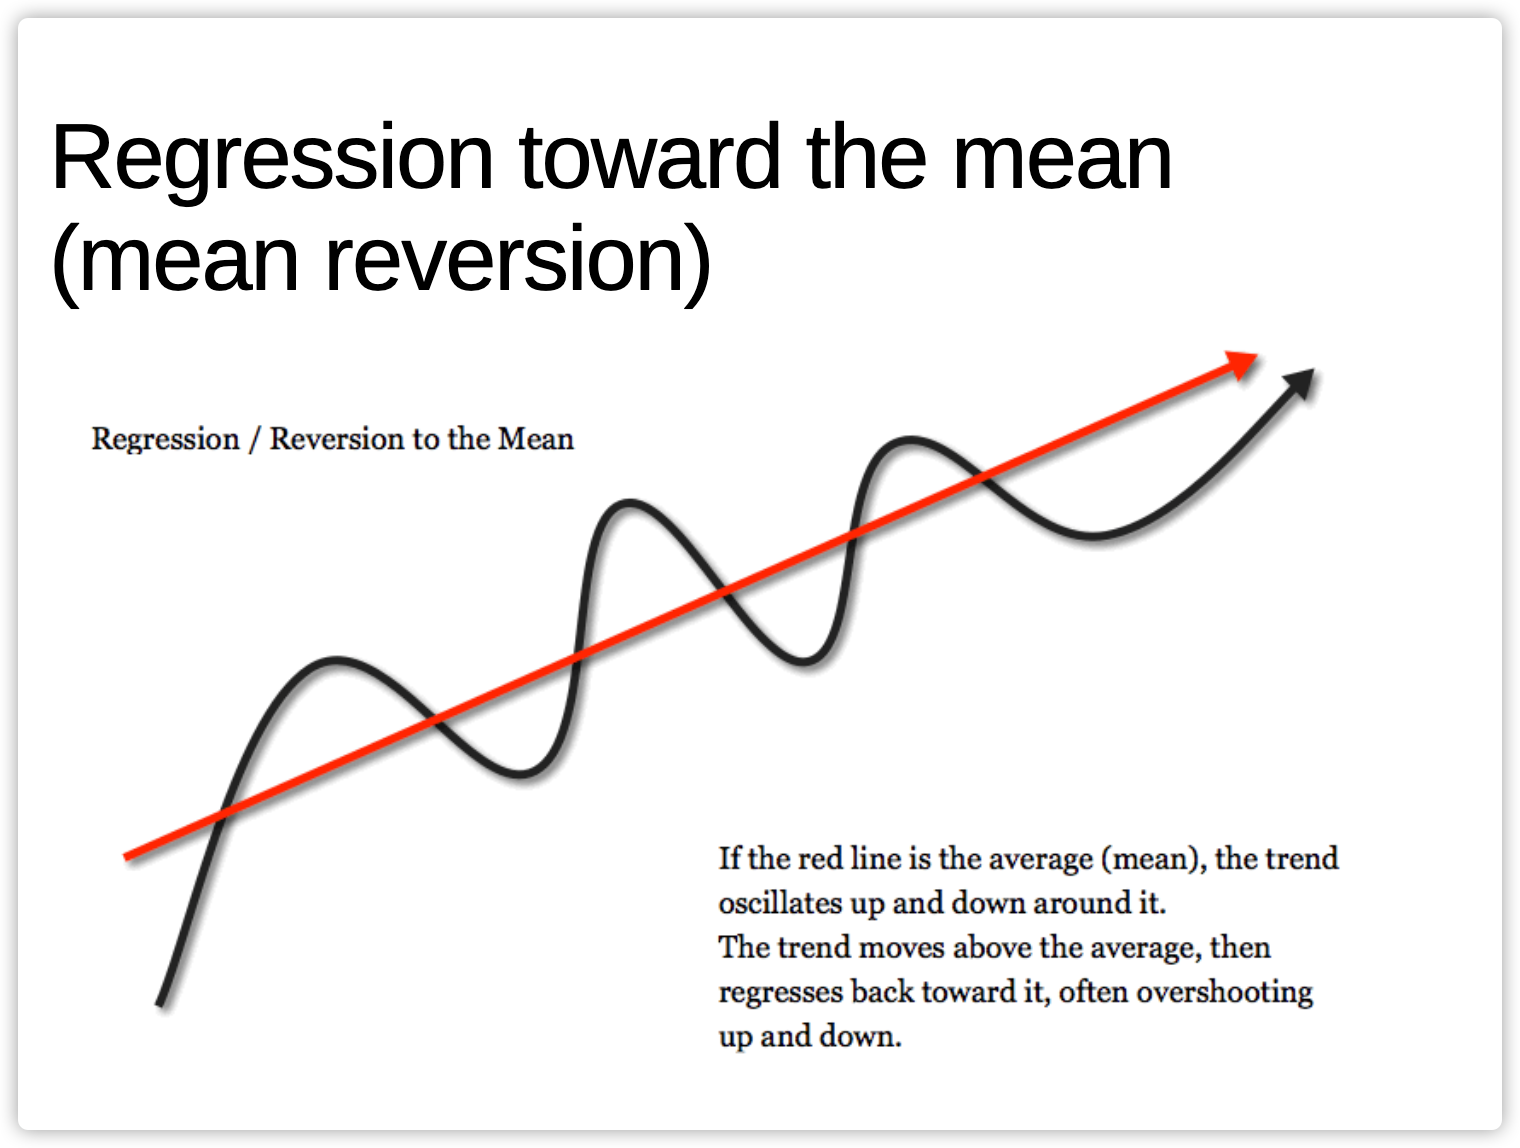 Regression toward the mean
(mean reversion)
Regression / Reversion to the Mean
If the red line is the average (mean), the trend
oscillates up and down around it.
The trend moves above the average, then
regresses back toward it, often overshooting
up and down.